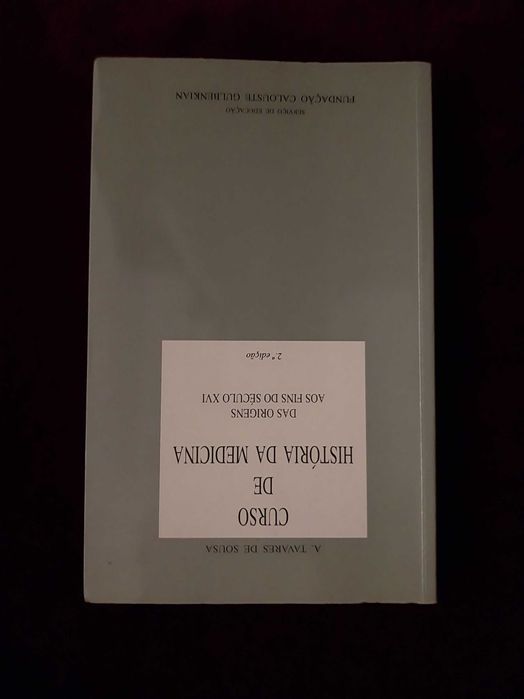 A. TAVARES DE SOUSA
CURSO
DE
HISTÓRIA DA MEDICINA
DAS ORIGENS
AOS FINS DO SÉCULO XVI
2.ª edição
SERVIÇO DE EDUCAÇÃO
FUNDAÇÃO CALOUSTE GULBENKIAN